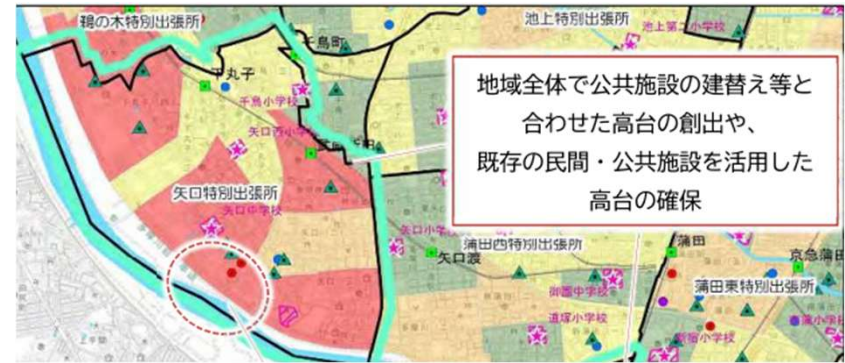 鵜の木特別出張所
池上特別出張所
池上第二小学校
千鳥町
下丸子
千鳥小学校
矢口西小学校
地域全体で公共施設の建替え等と
合わせた高台の創出や、
既存の民間・公共施設を活用した
高台の確保
矢口特別出張所
矢口中学校
矢口小学校
蒲田西特別出張所
蒲田
矢口渡
京急蒲田
蒲田東特別出張所
御園中学校
道塚小学校
新宿小学校